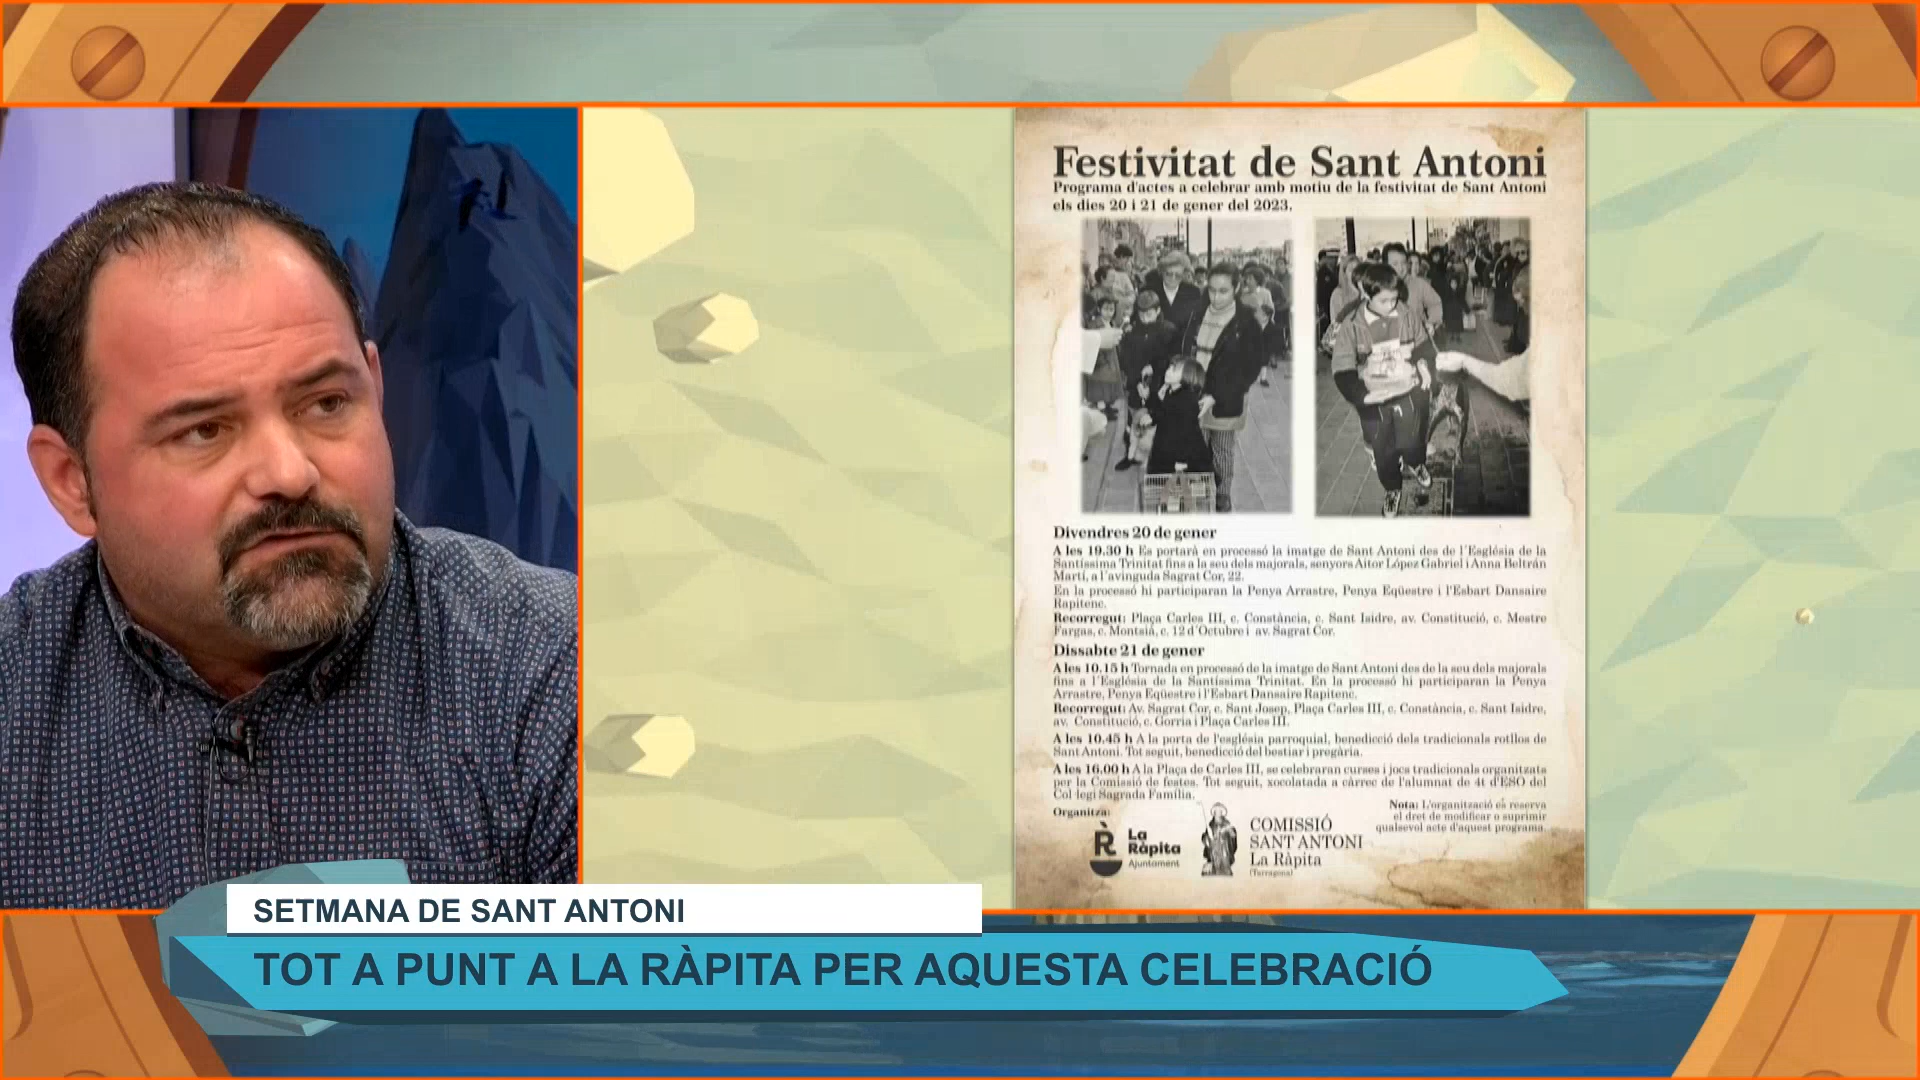 Festivitat de Sant Antoni
Programa d'actes a celebrar amb motiu de la festivitat de Sant Antoni
els dies 20 i 21 de gener del 2023.
Divendres 20 de gener
A les 19.30 h Es portarà en processó la imatge de Sant Antoni des de l'Església de la
Santíssima Trinitat fins a la seu dels majorals, senyors Aitor López Gabriel i Anna Beltrán
Martí, a l'avinguda Sagrat Cor, 22.
En la processó hi participaran la Penya Arrastre, Penya Eqüestre i l'Esbart Dansaire
Rapitenc.
Recorregut: Plaça Carles III, c. Constància, c. Sant Isidre, av. Constitució, c. Mestre
Fargas, c. Montsià, c. 12 d'Octubre i av. Sagrat Cor.
Dissabte 21 de gener
A les 10.15 h Tornada en processó de la imatge de Sant Antoni des de la seu dels majorals
fins a l'Església de la Santíssima Trinitat. En la processó hi participaran la Penya
Arrastre, Penya Eqüestre i l'Esbart Dansaire Rapitenc.
Recorregut: Av. Sagrat Cor, c. Sant Josep, Plaça Carles III, c. Constància, c. Sant Isidre,
av. Constitució, c. Gorria i Plaça Carles III.
A les 10.45 h A la porta de l'església parroquial, benedicció dels tradicionals rotllos de
Sant Antoni. Tot seguit, benedicció del bestiar i pregària.
A les 16.00 h A la Plaça de Carles III, se celebraran curses i jocs tradicionals organitzats
per la Comissió de festes. Tot seguit, xocolatada a càrrec de l'alumnat de 4t d'ESO del
Col·legi Sagrada Família.
Organitza:
Nota: L'organització es reserva
el dret de modificar o suprimir
qualsevol acte d'aquest programa.
La
Ràpita
Ajuntament
COMISSIÓ
SANT ANTONI
La Ràpita
(Tarragona)
SETMANA DE SANT ANTONI
TOT A PUNT A LA RÀPITA PER AQUESTA CELEBRACIÓ